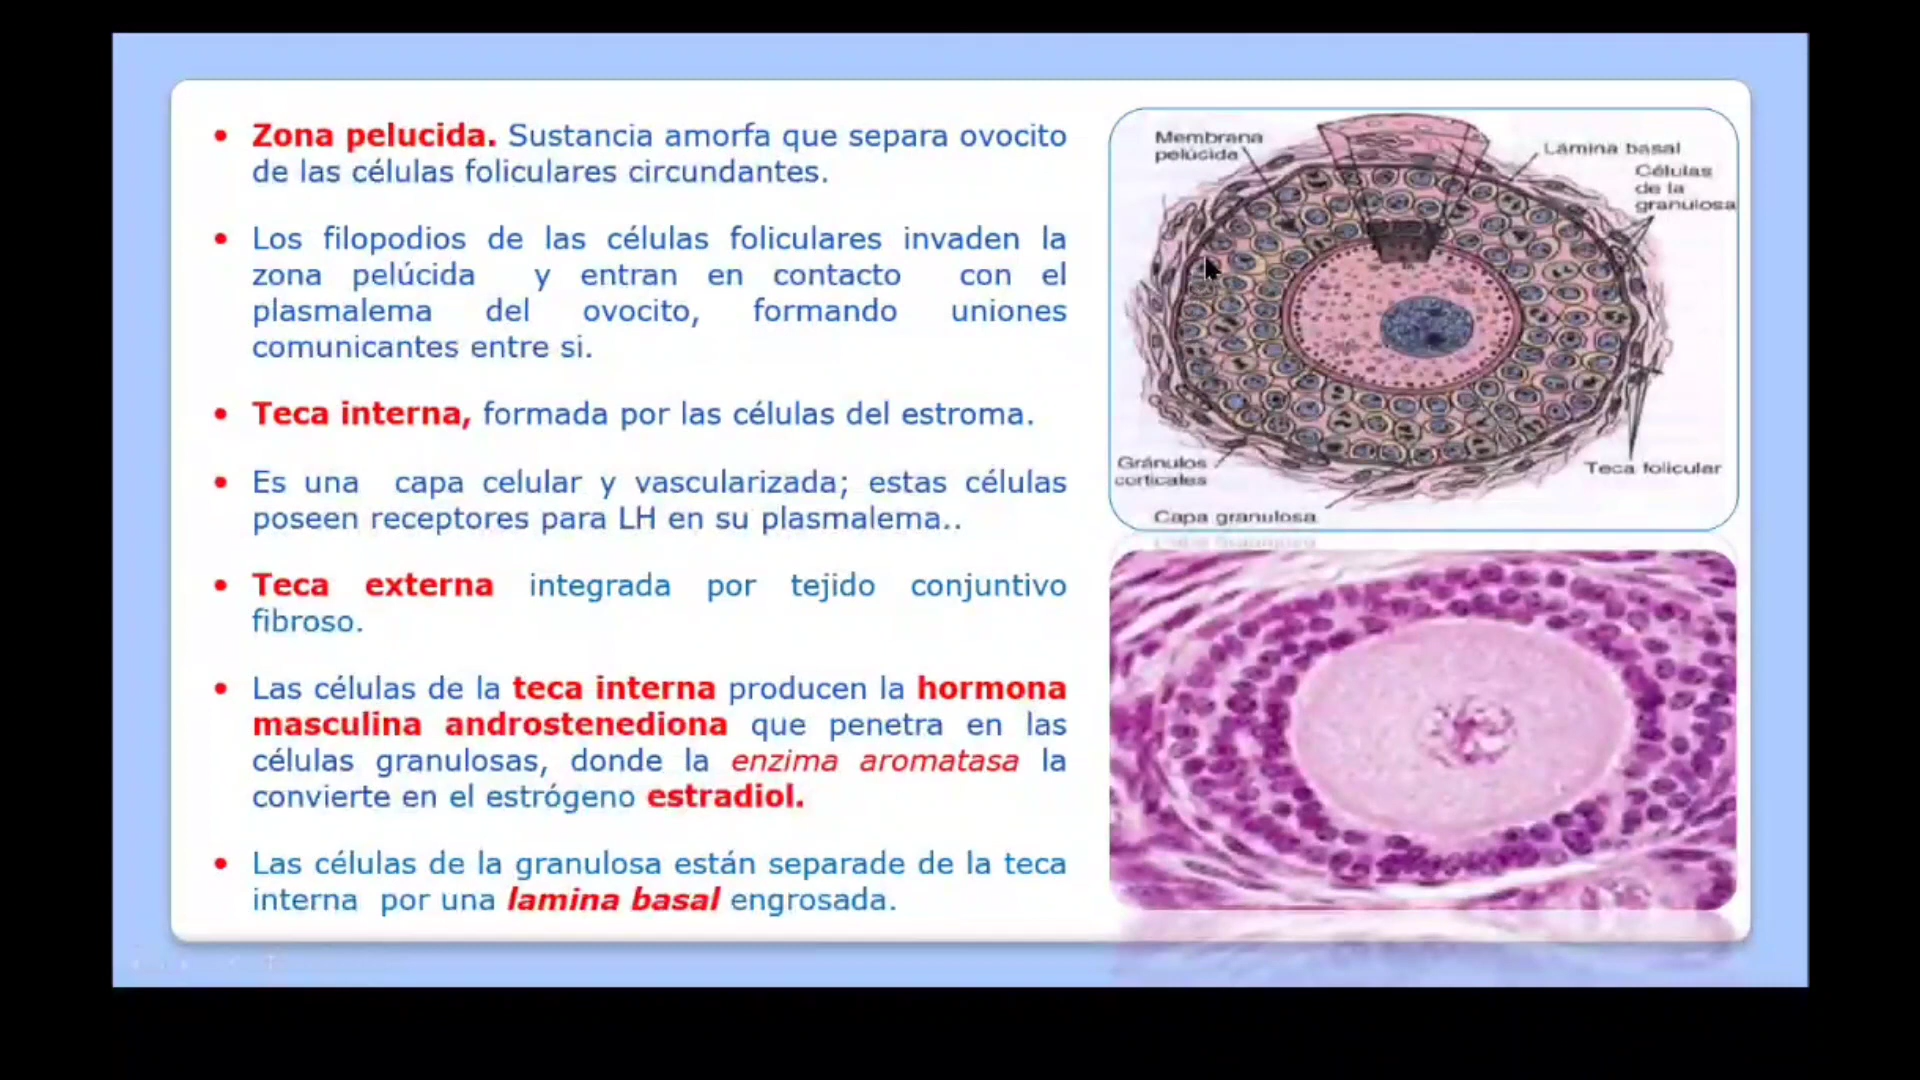 • Zona pelucida. Sustancia amorfa que separa ovocito
de las células foliculares circundantes.
• Los filopodios de las células foliculares invaden la
zona pelúcida y entran en contacto con el
plasmalema del ovocito, formando uniones
comunicantes entre si.
• Teca interna, formada por las células del estroma.
• Es una capa celular y vascularizada; estas células
poseen receptores para LH en su plasmalema..
• Teca externa integrada por tejido conjuntivo
fibroso.
• Las células de la teca interna producen la hormona
masculina androstenediona que penetra en las
células granulosas, donde la enzima aromatasa la
convierte en el estrógeno estradiol.
• Las células de la granulosa están separade de la teca
interna por una lamina basal engrosada.
Membrana
pelúcida
Lámina basal
Células
de la
granulosa
Gránulos
corticales
Teca folicular
Capa granulosa